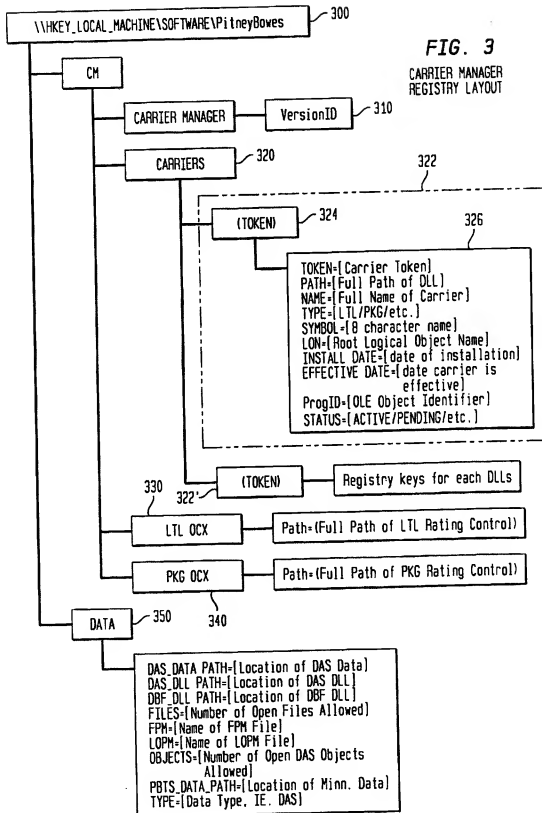 \\HKEY_LOCAL_MACHINE\SOFTWARE\PitneyBowes
300
FIG. 3
CARRIER MANAGER
REGISTRY LAYOUT
CM
CARRIER MANAGER
VersionID
310
CARRIERS
320
322
(TOKEN)
324
326
TOKEN=[Carrier Token]
PATH=[Full Path of DLL]
NAME=[Full Name of Carrier]
TYPE=[LTL/PKG/etc.]
SYMBOL=[8 character name]
LON=[Root Logical Object Name]
INSTALL DATE=[date of installation]
EFFECTIVE DATE=[date carrier is
effective]
ProgID=[OLE Object Identifier]
STATUS=[ACTIVE/PENDING/etc.]
(TOKEN)
322'
Registry keys for each DLLs
330
LTL OCX
Path=(Full Path of LTL Rating Control)
PKG OCX
340
Path=(Full Path of PKG Rating Control)
DATA
350
DAS_DATA PATH=[Location of DAS Data]
DAS_DLL PATH=[Location of DAS DLL]
DBF_DLL PATH=[Location of DBF DLL]
FILES=[Number of Open Files Allowed]
FPM=[Name of FPM File]
LOPM=[Name of LOPM File]
OBJECTS=[Number of Open DAS Objects
Allowed]
PBTS_DATA_PATH=[Location of Minn. Data]
TYPE=[Data Type, IE. DAS]